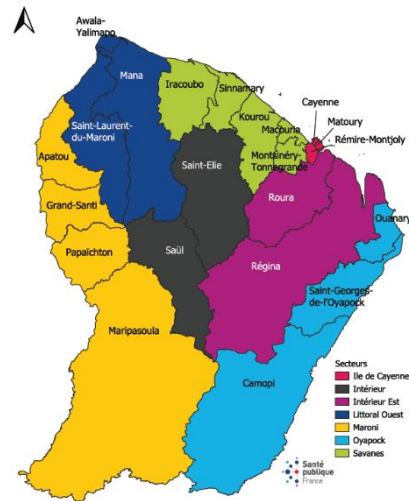 Awala-
Yalimapo
Mana
Iracoubo
Sinnamary
Kourou
Cayenne
Macouria
Matoury
Saint-Laurent-
du-Maroni
Rémire-Montjoly
Apatou
Saint-Elie
Montsinéry-
Tonnegrande
Grand-Santi
Roura
Ouanary
Papaïchton
Saül
Régina
Saint-Georges-
de-l'Oyapock
Maripasoula
Camopi
Secteurs
Ile de Cayenne
Intérieur
Intérieur Est
Littoral Ouest
Maroni
Oyapock
Savanes
Santé
publique
France